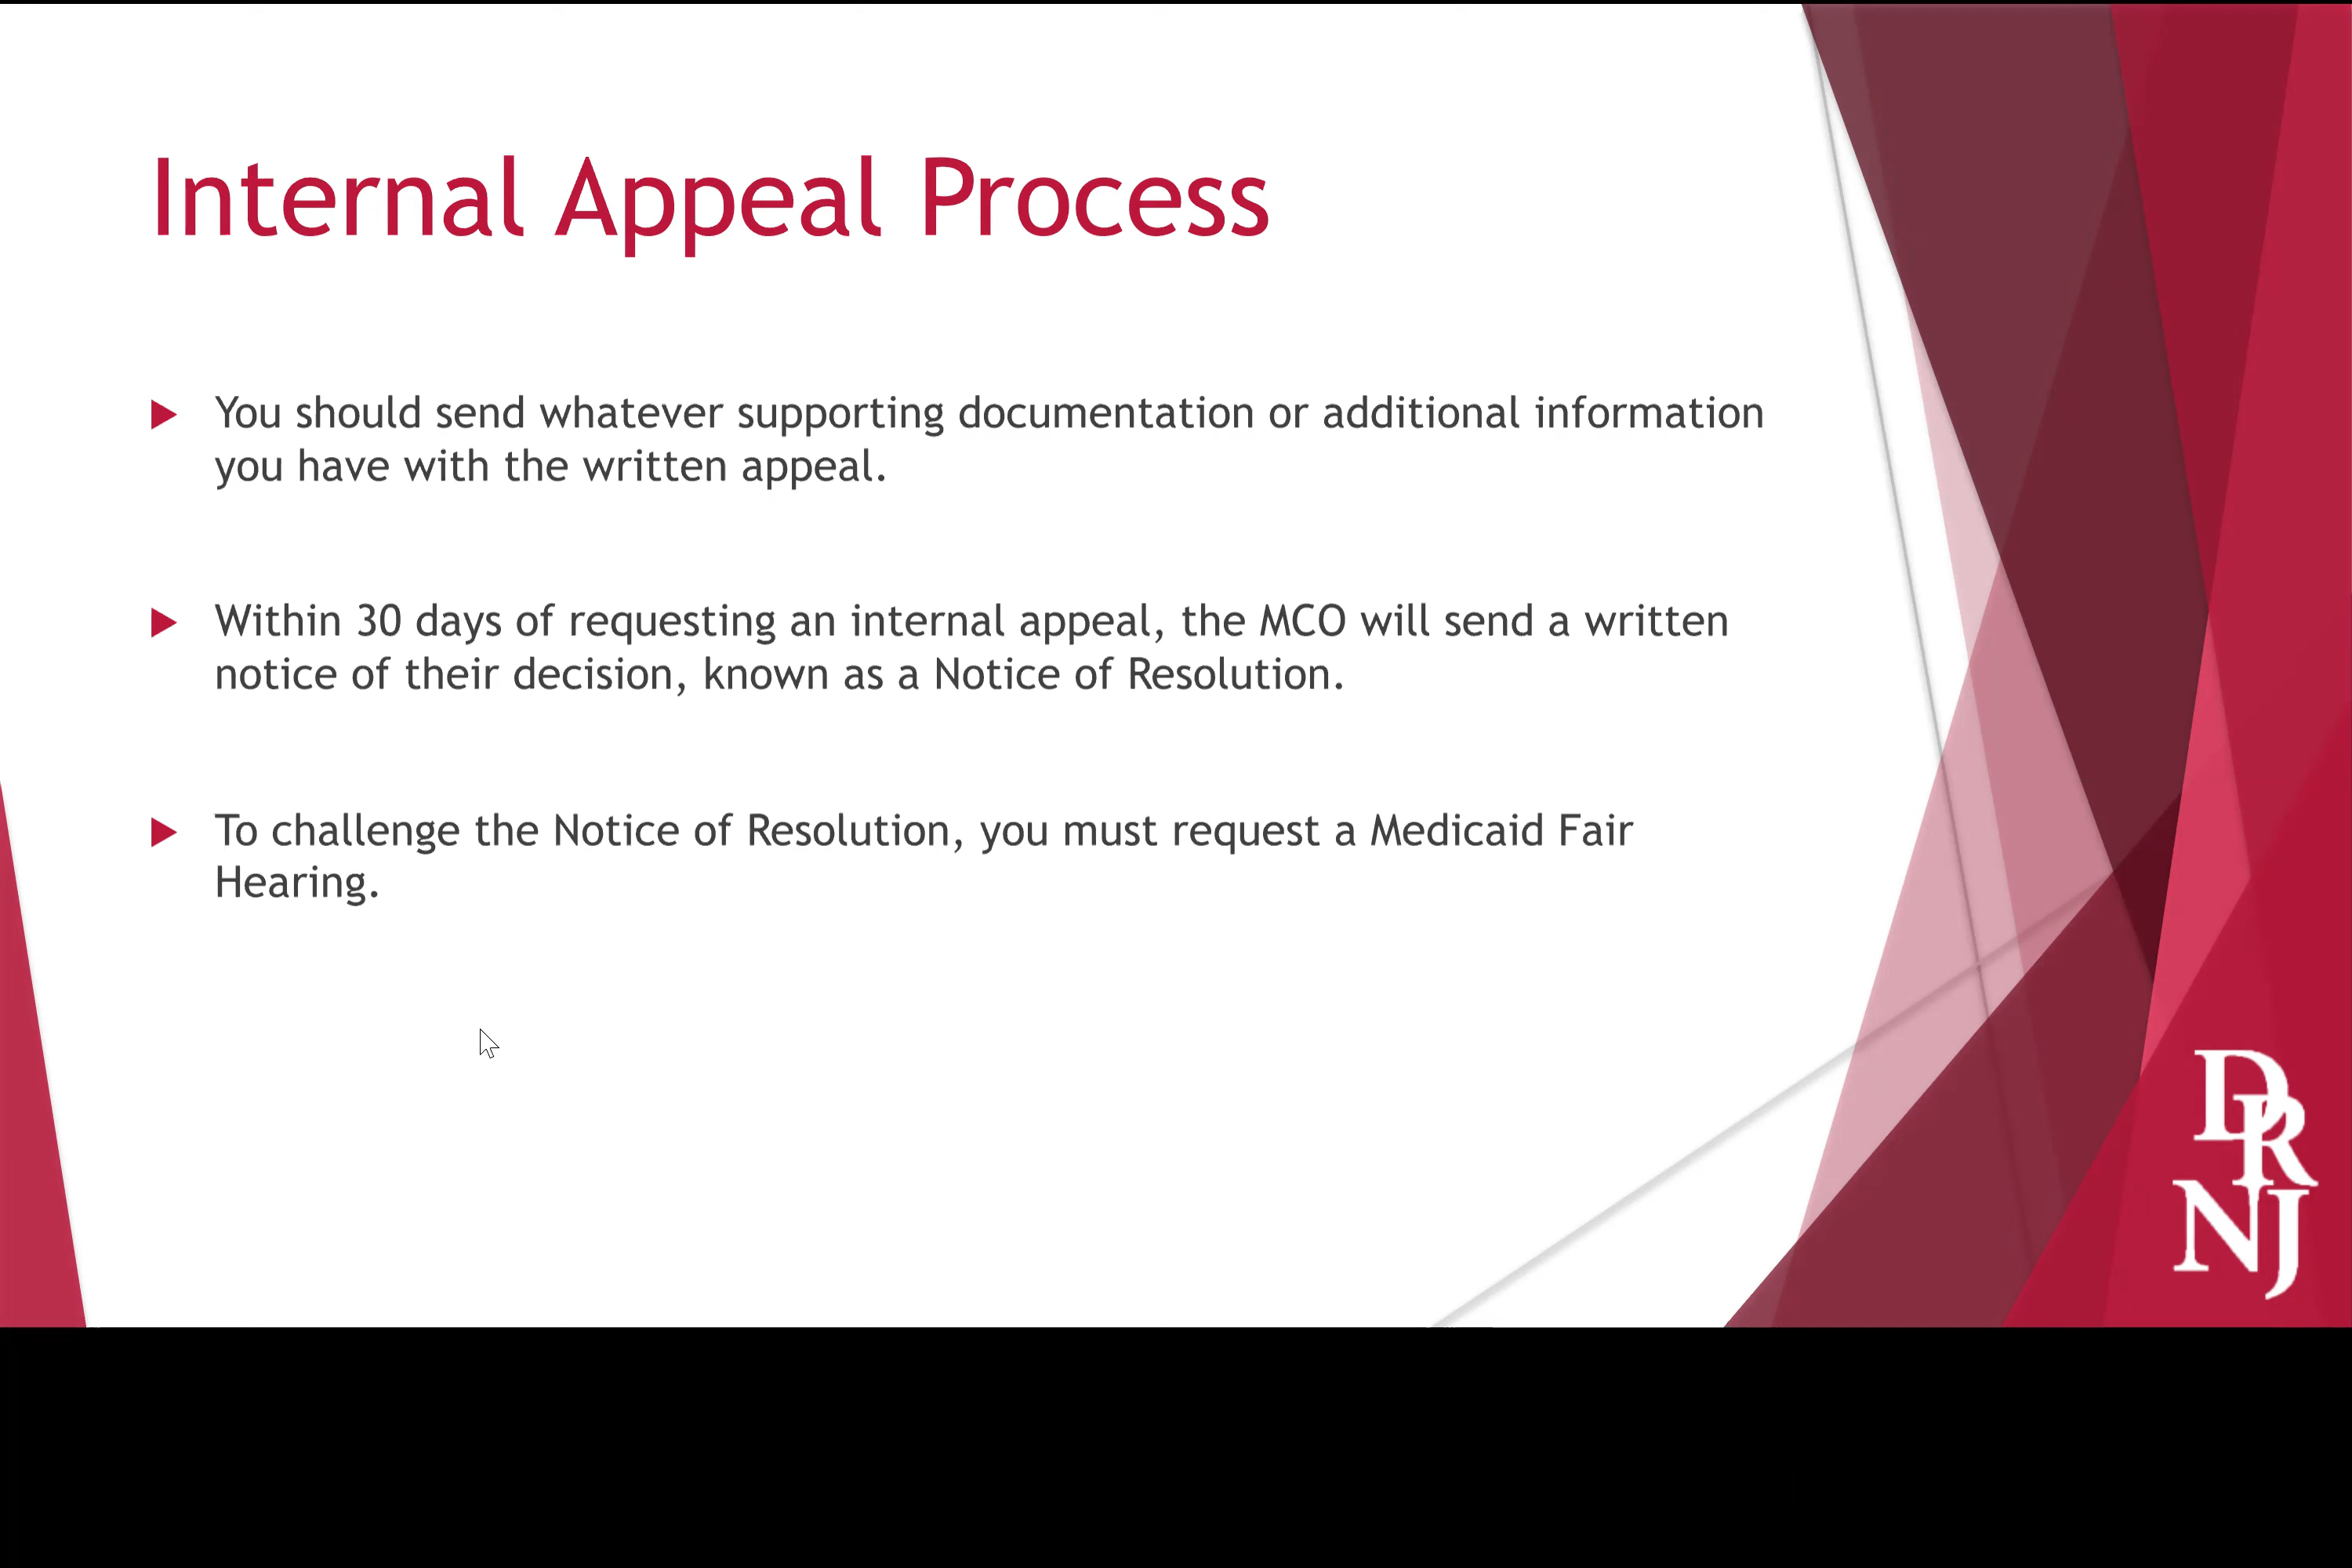 Internal Appeal Process
You should send whatever supporting documentation or additional information
you have with the written appeal.
Within 30 days of requesting an internal appeal, the MCO will send a written
notice of their decision, known as a Notice of Resolution.
To challenge the Notice of Resolution, you must request a Medicaid Fair
Hearing.
DR
NJ